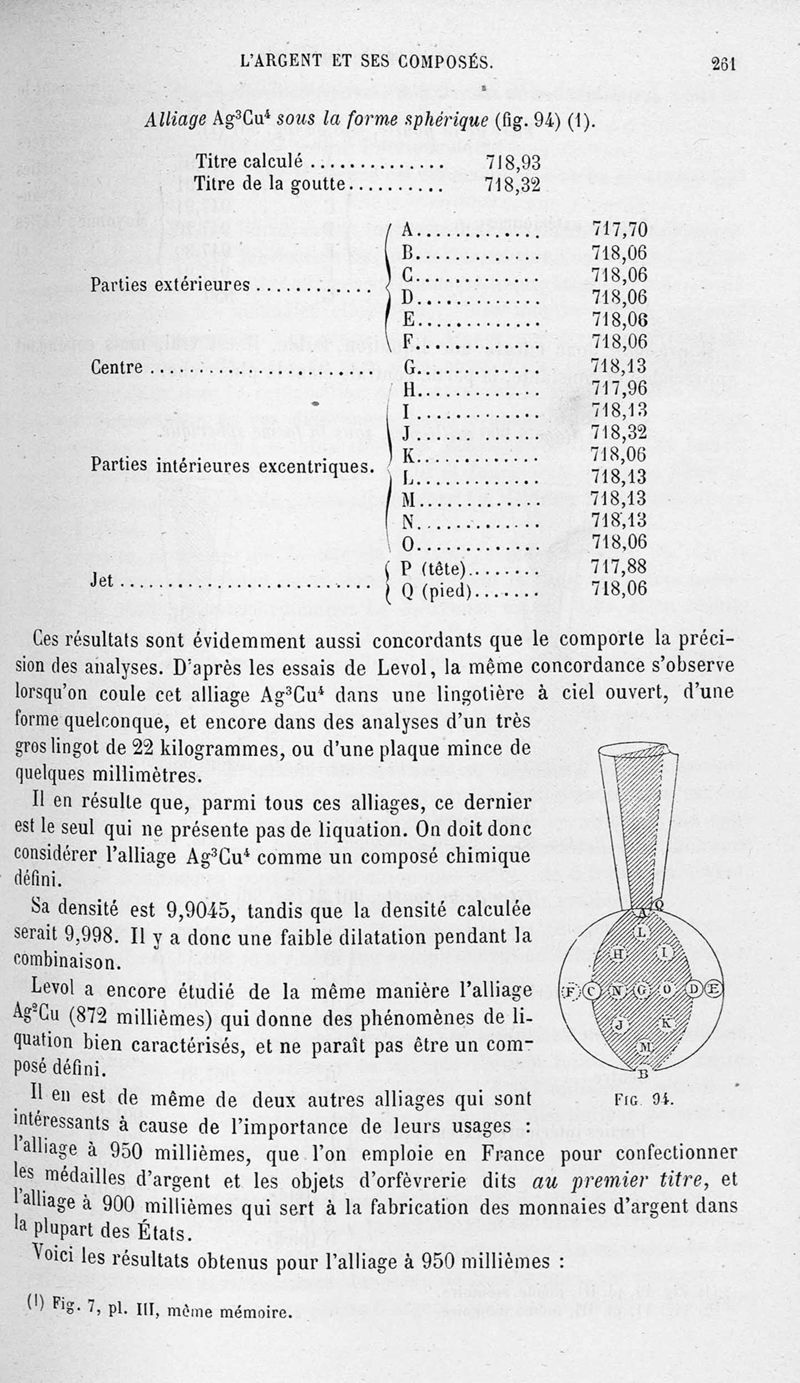 L'ARGENT ET SES COMPOSÉS. 261
Alliage Ag³Cu⁴ sous la forme sphérique (fig. 94) (1).
Titre calculé .............. 718,93
Titre de la goutte.......... 718,32
Parties extérieures ............
A............. 717,70
B............. 718,06
C............. 718,06
D............. 718,06
E............. 718,06
F............. 718,06
Centre ........................ G............. 718,13
Parties intérieures excentriques.
H............. 717,96
I............. 718,13
J............. 718,32
K............. 718,06
L............. 718,13
M............. 718,13
N............. 718,13
O............. 718,06
Jet ...........................
P (tête)........ 717,88
Q (pied)....... 718,06
Ces résultats sont évidemment aussi concordants que le comporte la préci-
sion des analyses. D'après les essais de Levol, la même concordance s'observe
lorsqu'on coule cet alliage Ag³Cu⁴ dans une lingotière à ciel ouvert, d'une
forme quelconque, et encore dans des analyses d'un très
gros lingot de 22 kilogrammes, ou d'une plaque mince de
quelques millimètres.
Il en résulte que, parmi tous ces alliages, ce dernier
est le seul qui ne présente pas de liquation. On doit donc
considérer l'alliage Ag³Cu⁴ comme un composé chimique
défini.
Sa densité est 9,9045, tandis que la densité calculée
serait 9,998. Il y a donc une faible dilatation pendant la
combinaison.
Levol a encore étudié de la même manière l'alliage
Ag²Cu (872 millièmes) qui donne des phénomènes de li-
quation bien caractérisés, et ne paraît pas être un com-
posé défini.
Il en est de même de deux autres alliages qui sont
intéressants à cause de l'importance de leurs usages :
l'alliage à 950 millièmes, que l'on emploie en France pour confectionner
les médailles d'argent et les objets d'orfèvrerie dits au premier titre, et
l'alliage à 900 millièmes qui sert à la fabrication des monnaies d'argent dans
la plupart des États.
Voici les résultats obtenus pour l'alliage à 950 millièmes :
A Q
L
H I
F C N G O D E
J K
M
B
FIG. 94.
(1) Fig. 7, pl. III, même mémoire.